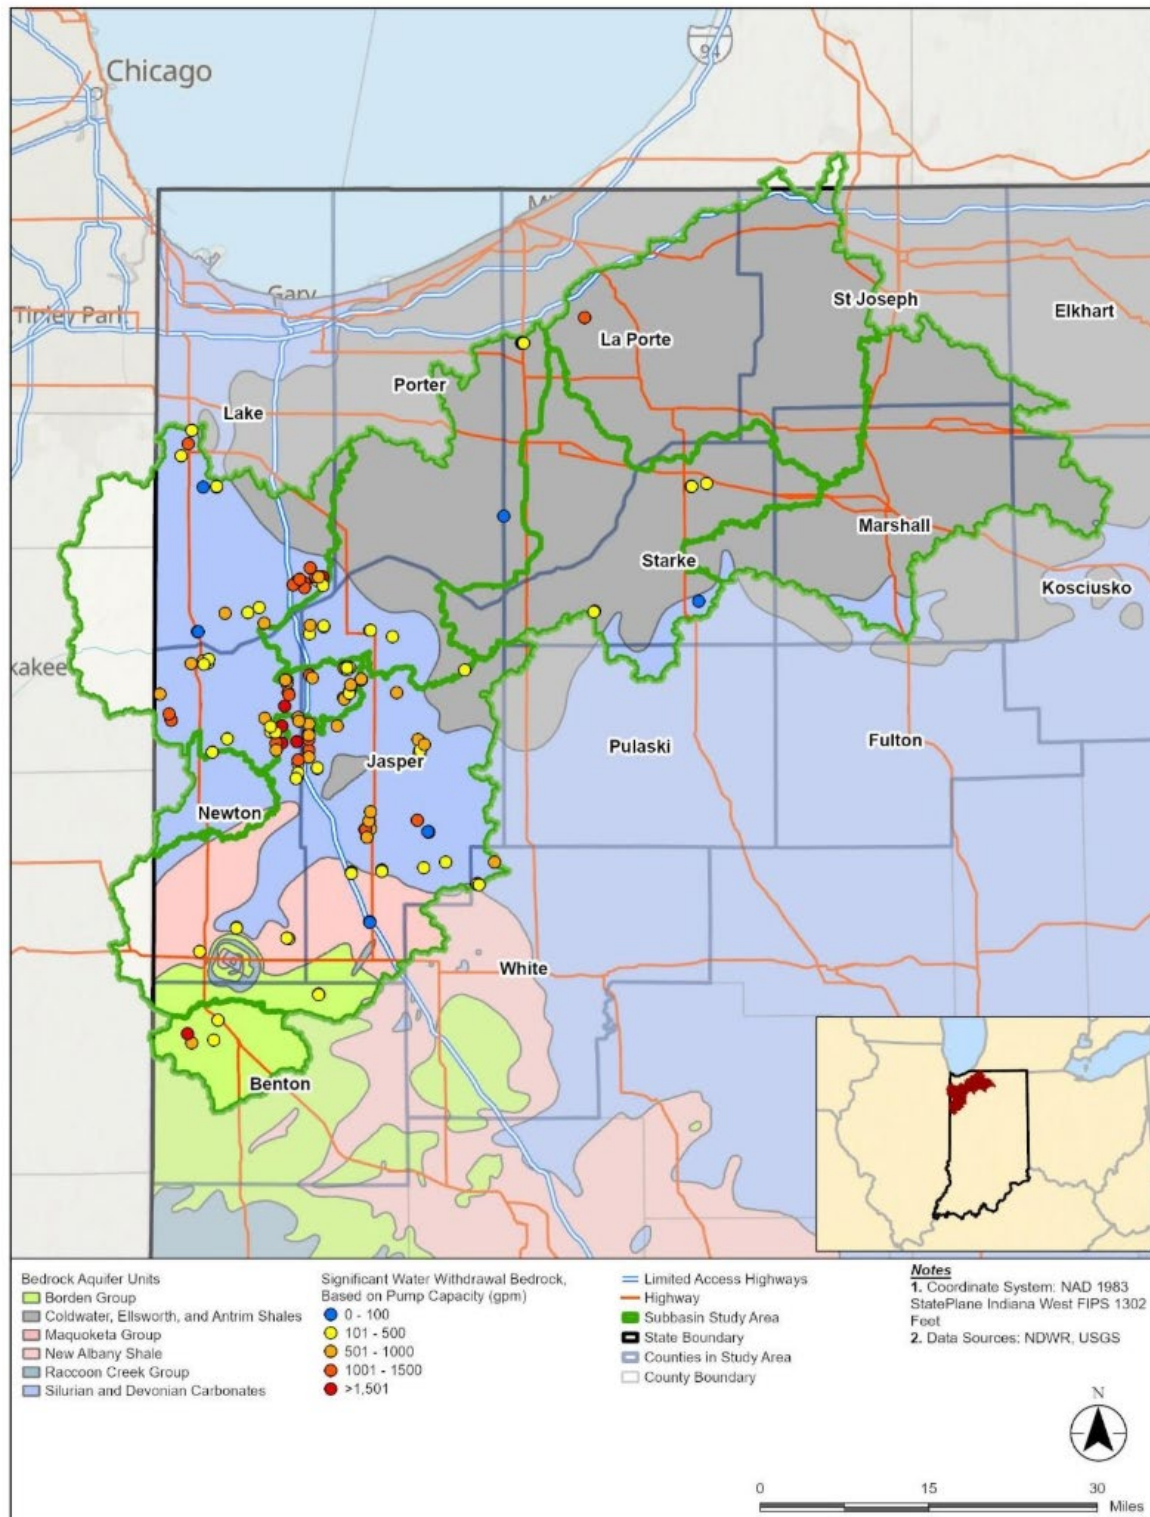 94
Chicago
Gary
Tinley Park
St Joseph
Elkhart
La Porte
Porter
Lake
Marshall
Starke
Kosciusko
kakee
Pulaski
Fulton
Jasper
Newton
White
Benton
Bedrock Aquifer Units
Borden Group
Coldwater, Ellsworth, and Antrim Shales
Maquoketa Group
New Albany Shale
Raccoon Creek Group
Silurian and Devonian Carbonates
Significant Water Withdrawal Bedrock,
Based on Pump Capacity (gpm)
0 - 100
101 - 500
501 - 1000
1001 - 1500
>1,501
Limited Access Highways
Highway
Subbasin Study Area
State Boundary
Counties in Study Area
County Boundary
Notes
1. Coordinate System: NAD 1983
StatePlane Indiana West FIPS 1302
Feet
2. Data Sources: NDWR, USGS
N
0 15 30
Miles